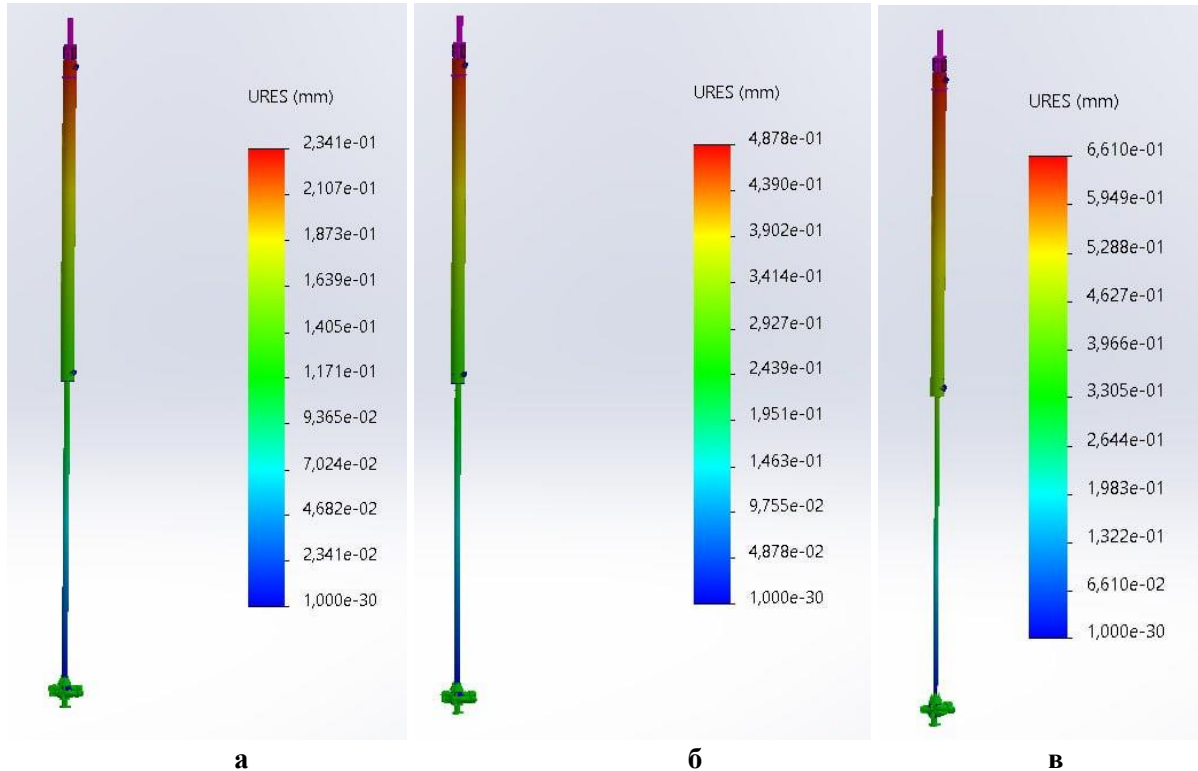 URES (mm)
2,341e-01
2,107e-01
1,873e-01
1,639e-01
1,405e-01
1,171e-01
9,365e-02
7,024e-02
4,682e-02
2,341e-02
1,000e-30
а
URES (mm)
4,878e-01
4,390e-01
3,902e-01
3,414e-01
2,927e-01
2,439e-01
1,951e-01
1,463e-01
9,755e-02
4,878e-02
1,000e-30
б
URES (mm)
6,610e-01
5,949e-01
5,288e-01
4,627e-01
3,966e-01
3,305e-01
2,644e-01
1,983e-01
1,322e-01
6,610e-02
1,000e-30
в